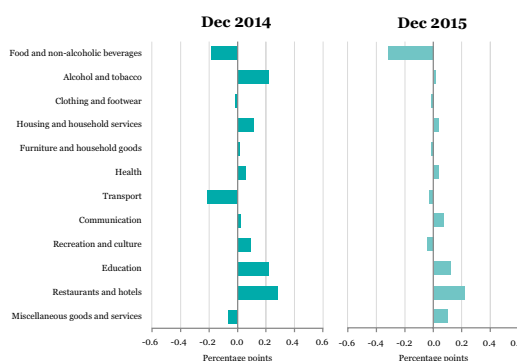 Dec 2014
Dec 2015
Food and non-alcoholic beverages
Alcohol and tobacco
Clothing and footwear
Housing and household services
Furniture and household goods
Health
Transport
Communication
Recreation and culture
Education
Restaurants and hotels
Miscellaneous goods and services
-0.6 -0.4 -0.2 0.0 0.2 0.4 0.6
-0.6 -0.4 -0.2 0.0 0.2 0.4
Percentage points
Percentage points